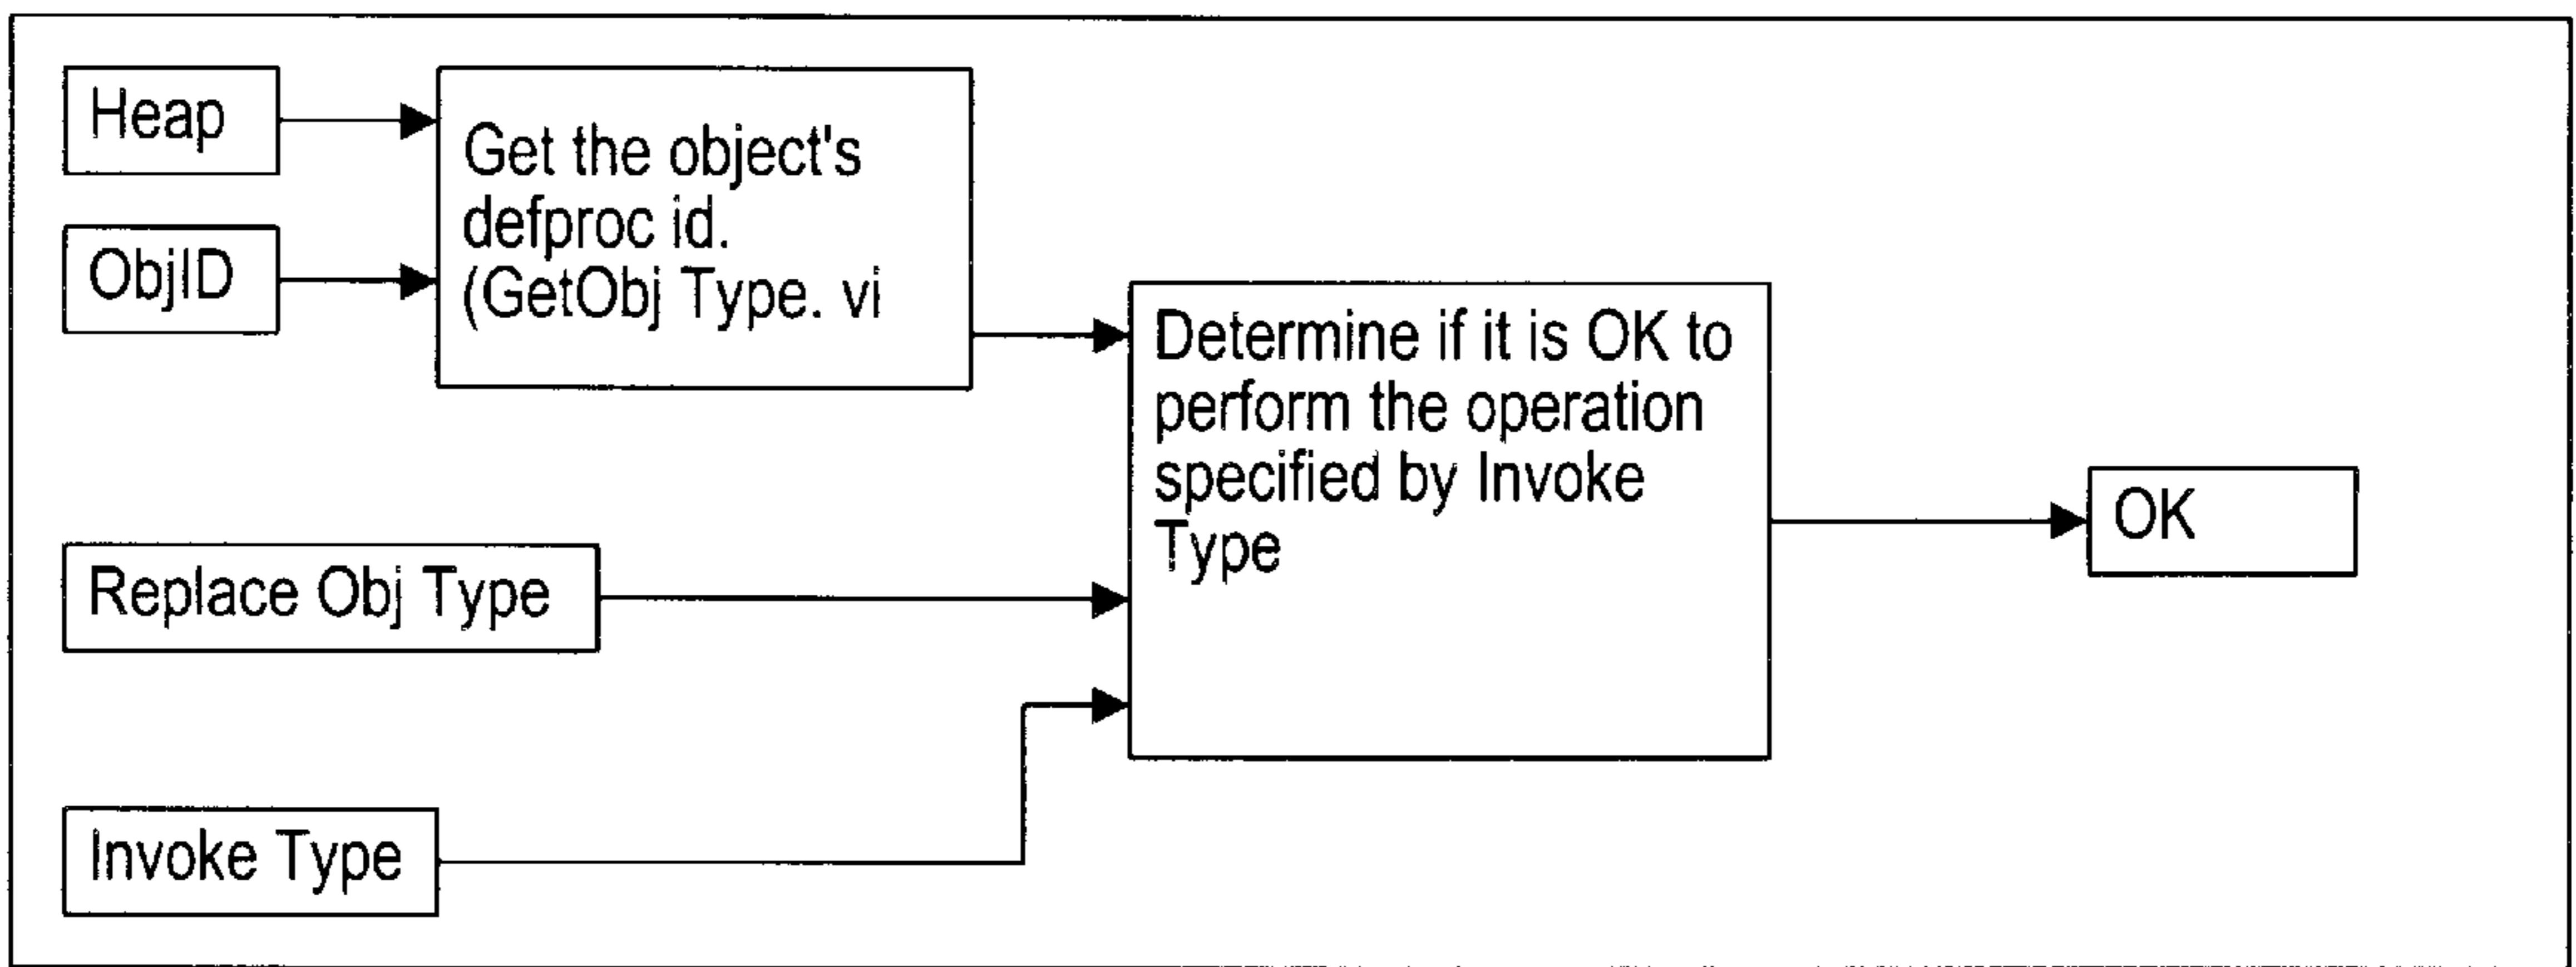 Heap
ObjID
Get the object's
defproc id.
(GetObj Type. vi
Determine if it is OK to
perform the operation
specified by Invoke
Type
Replace Obj Type
Invoke Type
OK